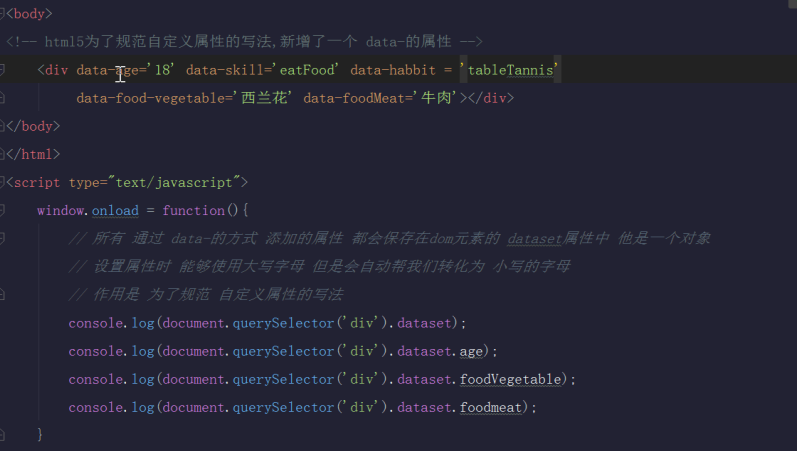 <body>
<!-- html5为了规范自定义属性的写法,新增了一个 data-的属性 -->
<div data-age='18' data-skill='eatFood' data-habbit = 'tableTannis'
data-food-vegetable='西兰花' data-foodMeat='牛肉'></div>
</body>
</html>
<script type="text/javascript">
window.onload = function(){
// 所有 通过 data-的方式 添加的属性 都会保存在dom元素的 dataset属性中 他是一个对象
// 设置属性时 能够使用大写字母 但是会自动帮我们转化为 小写的字母
// 作用是 为了规范 自定义属性的写法
console.log(document.querySelector('div').dataset);
console.log(document.querySelector('div').dataset.age);
console.log(document.querySelector('div').dataset.foodVegetable);
console.log(document.querySelector('div').dataset.foodmeat);
}